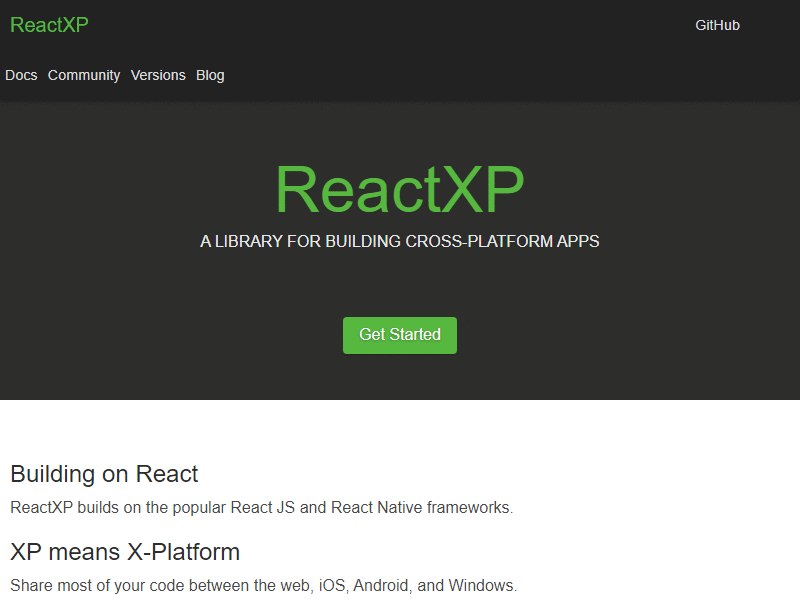 ReactXP
GitHub
Docs Community Versions Blog
ReactXP
A LIBRARY FOR BUILDING CROSS-PLATFORM APPS
Get Started
Building on React
ReactXP builds on the popular React JS and React Native frameworks.
XP means X-Platform
Share most of your code between the web, iOS, Android, and Windows.